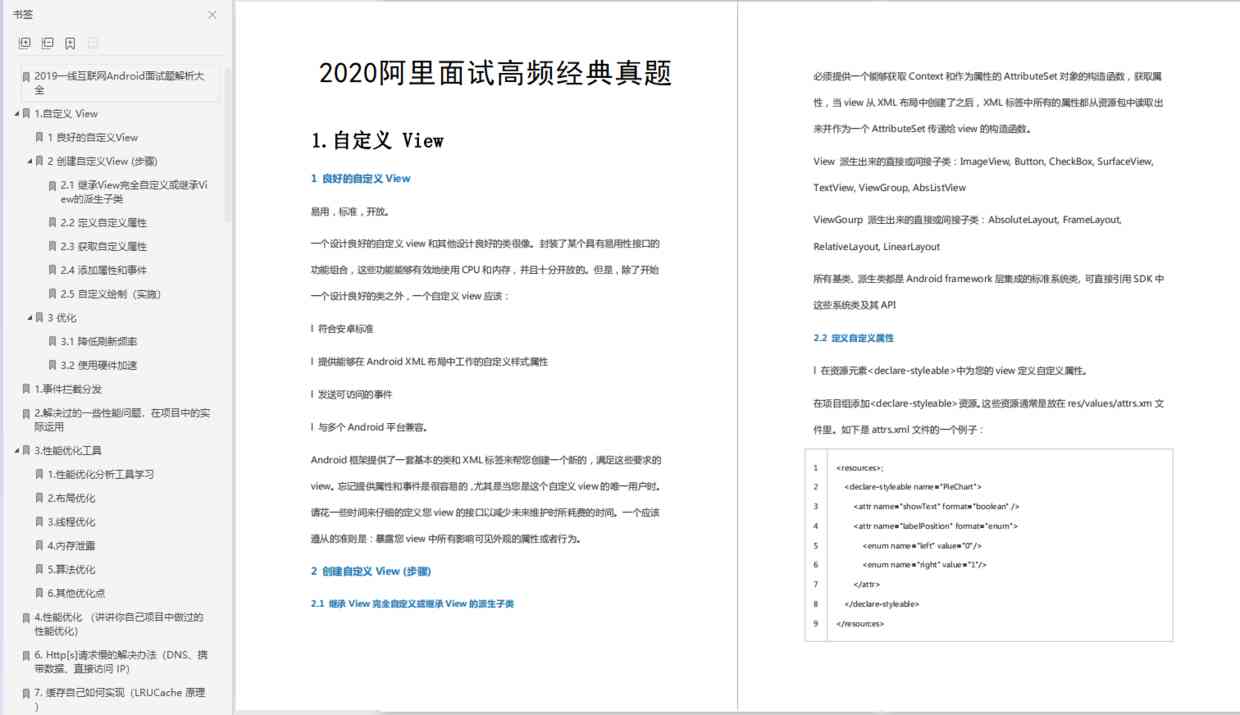 书签
2019一线互联网Android面试题解析大
全
1.自定义 View
1 良好的自定义View
2 创建自定义View (步骤)
2.1 继承View完全自定义或继承Vi
ew的派生子类
2.2 定义自定义属性
2.3 获取自定义属性
2.4 添加属性和事件
2.5 自定义绘制（实施）
3 优化
3.1 降低刷新频率
3.2 使用硬件加速
1.事件拦截分发
2.解决过的一些性能问题，在项目中的实
际运用
3.性能优化工具
1.性能优化分析工具学习
2.布局优化
3.线程优化
4.内存泄露
5.算法优化
6.其他优化点
4.性能优化 （讲讲你自己项目中做过的
性能优化）
6. Http[s]请求慢的解决办法（DNS、携
带数据、直接访问 IP）
7. 缓存自己如何实现（LRUCache 原理
）
2020阿里面试高频经典真题
1.自定义 View
1 良好的自定义 View
易用，标准，开放。
一个设计良好的自定义 view 和其他设计良好的类很像。封装了某个具有易用性接口的
功能组合，这些功能能够有效地使用 CPU 和内存，并且十分开放的。但是，除了开始
一个设计良好的类之外，一个自定义 view 应该：
l 符合安卓标准
l 提供能够在 Android XML 布局中工作的自定义样式属性
l 发送可访问的事件
l 与多个 Android 平台兼容。
Android 框架提供了一套基本的类和 XML 标签来帮您创建一个新的，满足这些要求的
view。忘记提供属性和事件是很容易的，尤其是当您是这个自定义 view 的唯一用户时。
请花一些时间来仔细的定义您 view 的接口以减少未来维护时所耗费的时间。一个应该
遵从的准则是：暴露您 view 中所有影响可见外观的属性或者行为。
2 创建自定义 View (步骤)
2.1 继承 View 完全自定义或继承 View 的派生子类
必须提供一个能够获取 Context 和作为属性的 AttributeSet 对象的构造函数，获取属
性，当 view 从 XML 布局中创建了之后，XML 标签中所有的属性都从资源包中读取出
来并作为一个 AttributeSet 传递给 view 的构造函数。
View 派生出来的直接或间接子类：ImageView, Button, CheckBox, SurfaceView,
TextView, ViewGroup, AbsListView
ViewGourp 派生出来的直接或间接子类：AbsoluteLayout, FrameLayout,
RelativeLayout, LinearLayout
所有基类、派生类都是 Android framework 层集成的标准系统类，可直接引用 SDK 中
这些系统类及其 API
2.2 定义自定义属性
l 在资源元素<declare-styleable>中为您的 view 定义自定义属性。
在项目组添加<declare-styleable>资源。这些资源通常是放在 res/values/attrs.xm 文
件里。如下是 attrs.xml 文件的一个例子：
1 <resources>;
2 <declare-styleable name="PieChart">
3 <attr name="showText" format="boolean" />
4 <attr name="labelPosition" format="enum">
5 <enum name="left" value="0"/>
6 <enum name="right" value="1"/>
7 </attr>
8 </declare-styleable>
9 </resources>